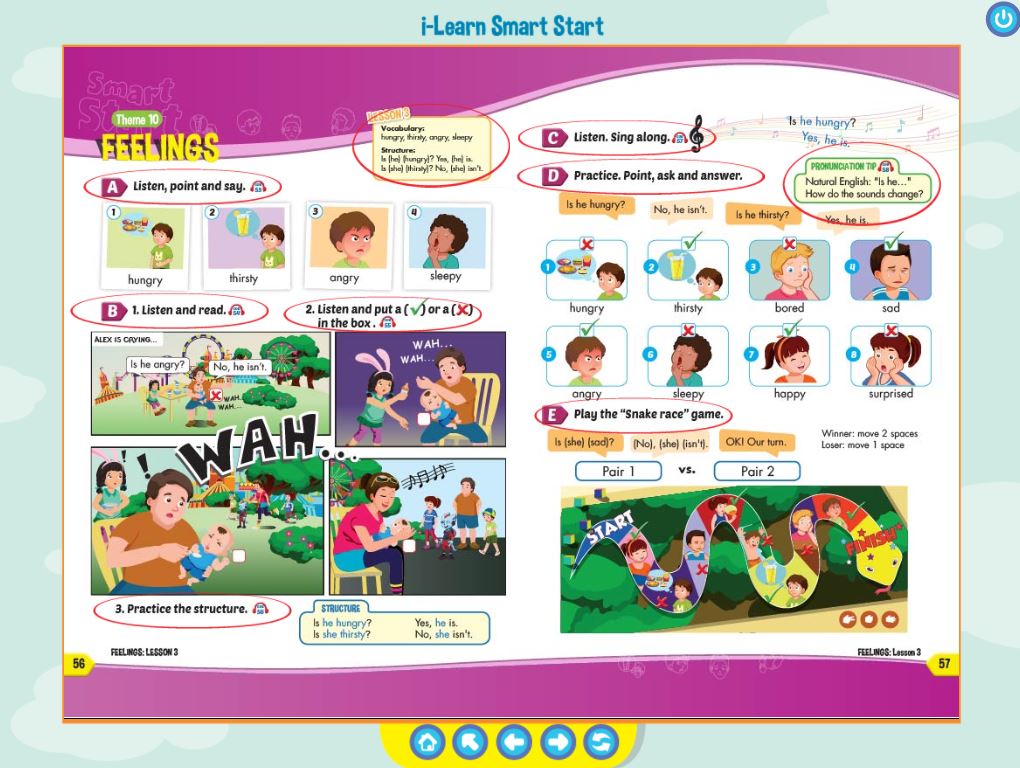 i-Learn Smart Start
Smart
Start
Theme 10
FEELINGS
LESSON 3
Vocabulary:
hungry, thirsty, angry, sleepy
Structure:
Is (he) (hungry)? Yes, (he) is.
Is (she) (thirsty)? No, (she) isn't.
A Listen, point and say.
1
2
3
4
hungry
thirsty
angry
sleepy
B 1. Listen and read.
2. Listen and put a (✓) or a (✗)
in the box.
ALEX IS CRYING...
Is he angry?
No, he isn't.
WAH...
WAH...
WAH...
WAH...
WAH...
! !
3. Practice the structure.
STRUCTURE
Is he hungry? Yes, he is.
Is she thirsty? No, she isn't.
FEELINGS: LESSON 3
56
C Listen. Sing along.
Is he hungry?
Yes, he is.
D Practice. Point, ask and answer.
PRONUNCIATION TIP
Natural English: "Is he..."
How do the sounds change?
Is he hungry?
No, he isn't.
Is he thirsty?
Yes, he is.
1
2
3
4
hungry
thirsty
bored
sad
5
6
7
8
angry
sleepy
happy
surprised
E Play the "Snake race" game.
Is (she) (sad)?
(No), (she) (isn't).
OK! Our turn.
Winner: move 2 spaces
Loser: move 1 space
Pair 1 vs. Pair 2
START
FINISH
FEELINGS: Lesson 3
57